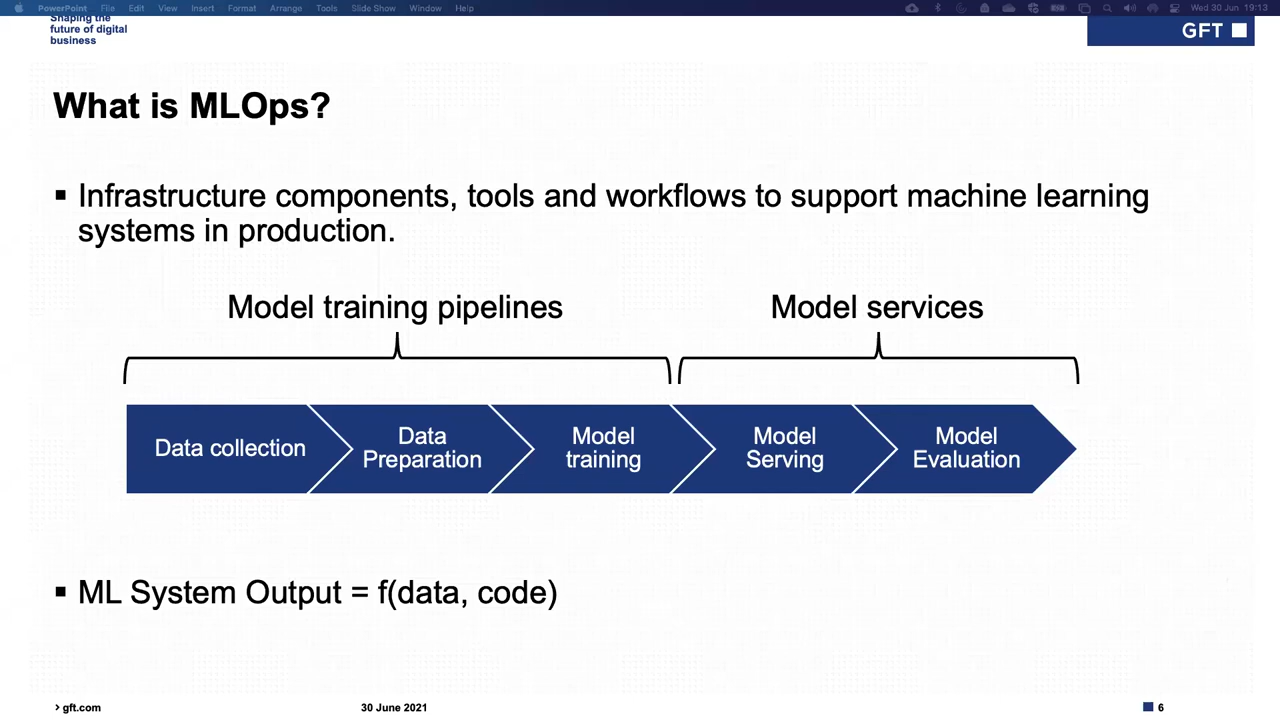 PowerPoint File Edit View Insert Format Arrange Tools Slide Show Window Help Wed 30 Jun 19:13
Shaping the
future of digital
business
GFT
What is MLOps?
▪ Infrastructure components, tools and workflows to support machine learning
systems in production.
Model training pipelines Model services
Data collection
Data
Preparation
Model
training
Model
Serving
Model
Evaluation
▪ ML System Output = f(data, code)
> gft.com 30 June 2021 6